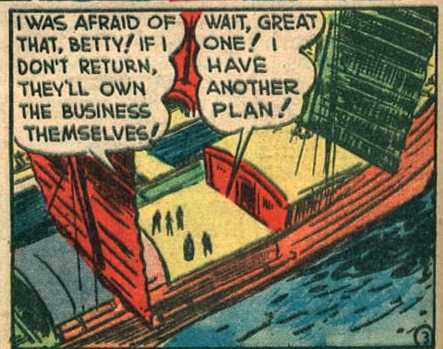 I WAS AFRAID OF
THAT, BETTY! IF I
DON'T RETURN,
THEY'LL OWN
THE BUSINESS
THEMSELVES!
WAIT, GREAT
ONE! I
HAVE
ANOTHER
PLAN!
3